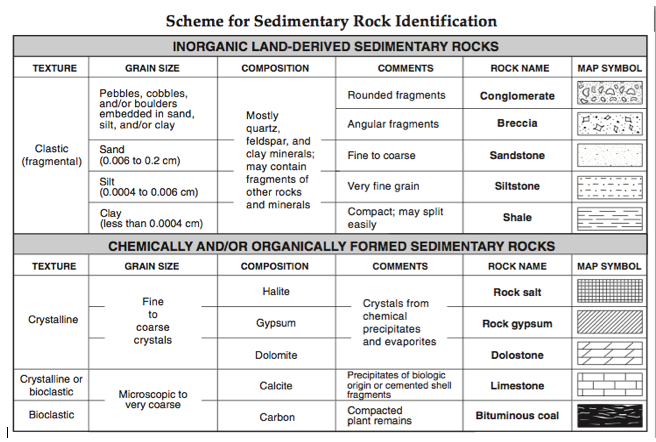 Scheme for Sedimentary Rock Identification
INORGANIC LAND-DERIVED SEDIMENTARY ROCKS
TEXTURE GRAIN SIZE COMPOSITION COMMENTS ROCK NAME MAP SYMBOL
Clastic
(fragmental)
Pebbles, cobbles,
and/or boulders
embedded in sand,
silt, and/or clay
Mostly
quartz,
feldspar, and
clay minerals;
may contain
fragments of
other rocks
and minerals
Rounded fragments
Conglomerate
Angular fragments
Breccia
Sand
(0.006 to 0.2 cm)
Fine to coarse
Sandstone
Silt
(0.0004 to 0.006 cm)
Very fine grain
Siltstone
Clay
(less than 0.0004 cm)
Compact; may split
easily
Shale
CHEMICALLY AND/OR ORGANICALLY FORMED SEDIMENTARY ROCKS
TEXTURE GRAIN SIZE COMPOSITION COMMENTS ROCK NAME MAP SYMBOL
Crystalline
Fine
to
coarse
crystals
Halite
Crystals from
chemical
precipitates
and evaporites
Rock salt
Gypsum
Rock gypsum
Dolomite
Dolostone
Crystalline or
bioclastic
Microscopic to
very coarse
Calcite
Precipitates of biologic
origin or cemented shell
fragments
Limestone
Bioclastic
Carbon
Compacted
plant remains
Bituminous coal